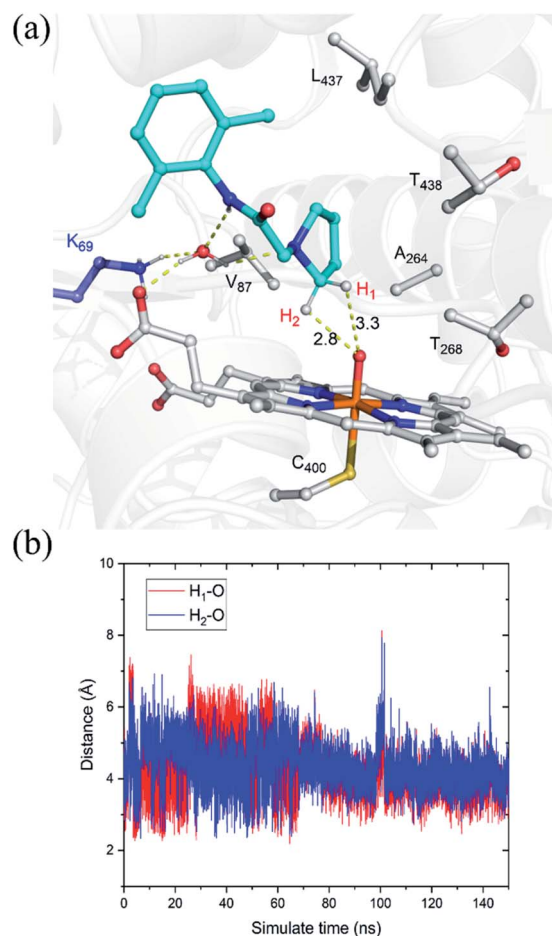 (a)
L437
T438
K69
V87
A264
H1
H2
3.3
2.8
T268
C400
(b)
10
8
6
4
2
Distance (Å)
H1-O
H2-O
0 20 40 60 80 100 120 140
Simulate time (ns)